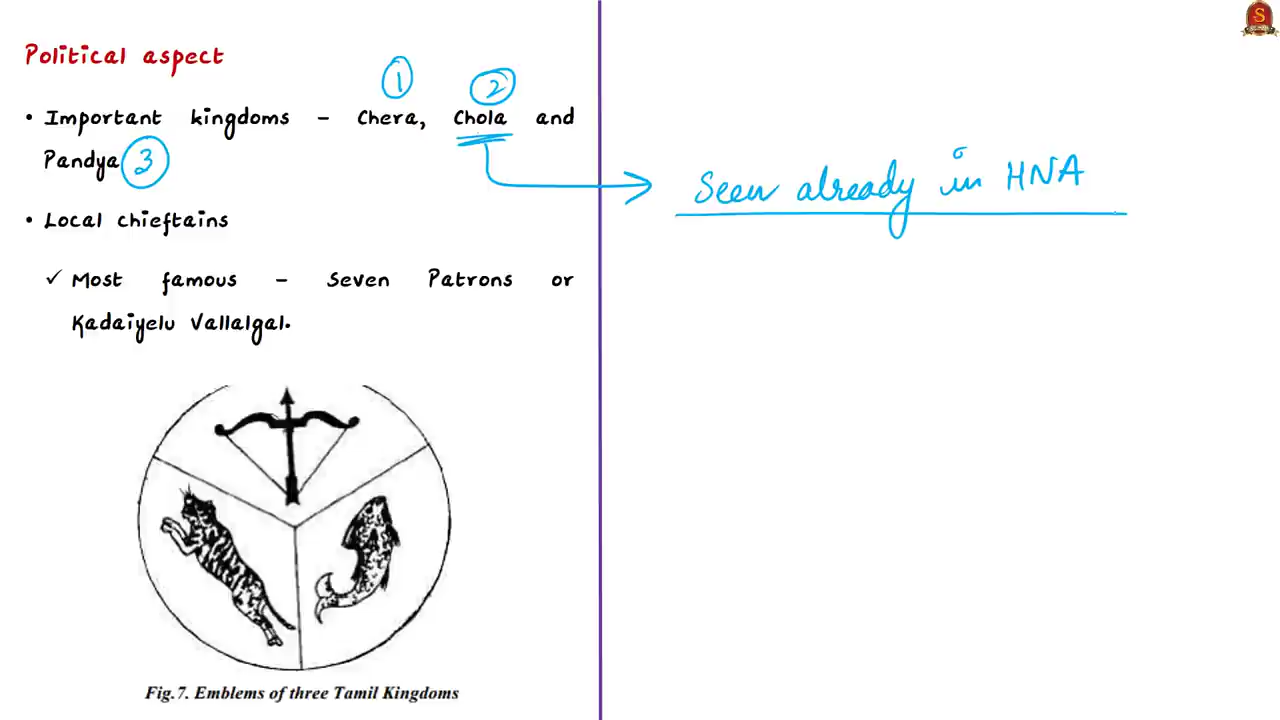 Political aspect
① ②
• Important kingdoms - Chera, Chola and
Pandya ③
• Local chieftains
✓ Most famous - Seven Patrons or
Kadaiyelu Vallalgal.
Fig.7. Emblems of three Tamil Kingdoms
Seen already in HNA
S